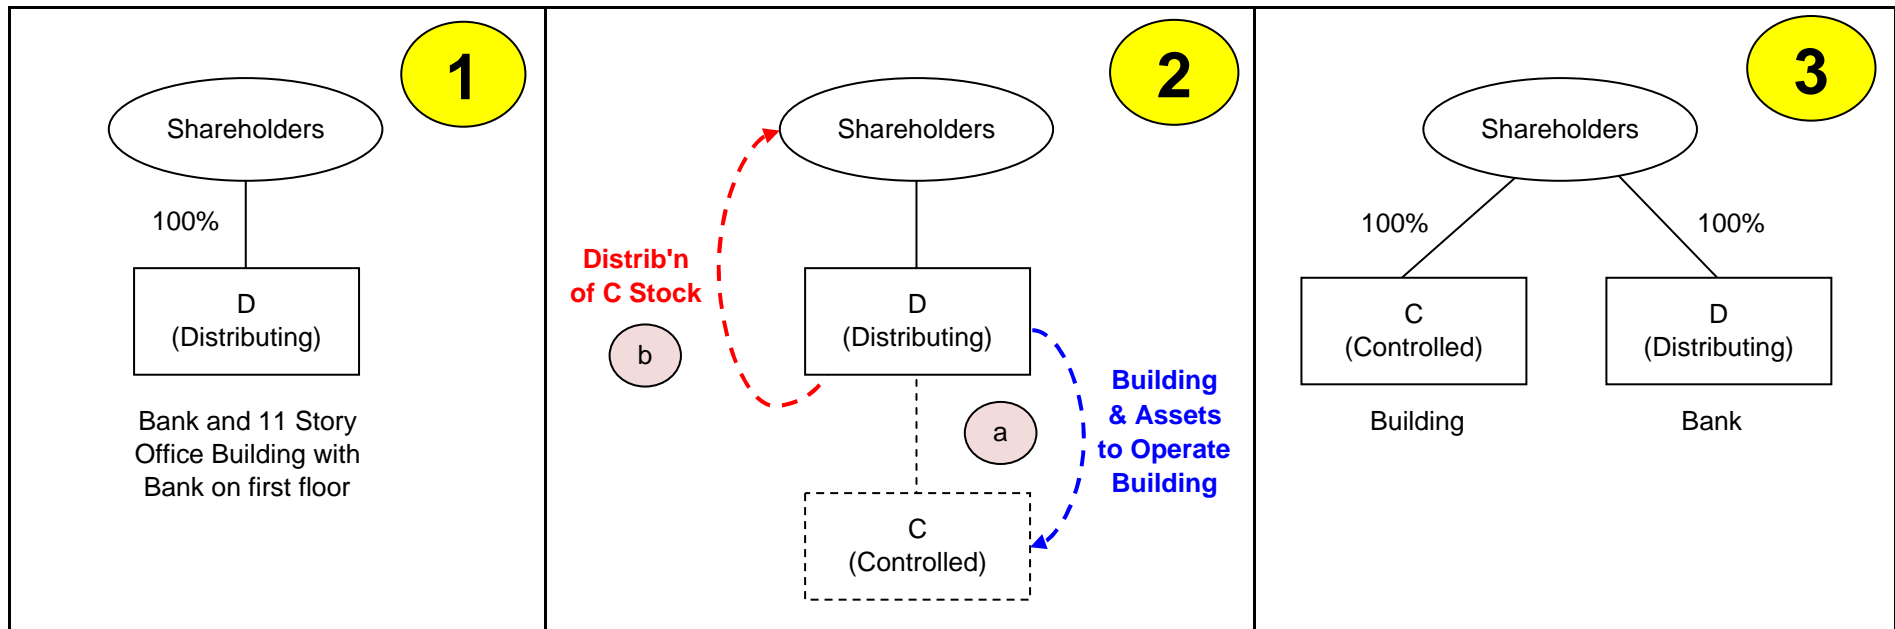 1
Shareholders
100%
D
(Distributing)
Bank and 11 Story
Office Building with
Bank on first floor
2
Shareholders
Distrib'n
of C Stock
b
D
(Distributing)
a
Building
& Assets
to Operate
Building
C
(Controlled)
3
Shareholders
100%
100%
C
(Controlled)
D
(Distributing)
Building
Bank